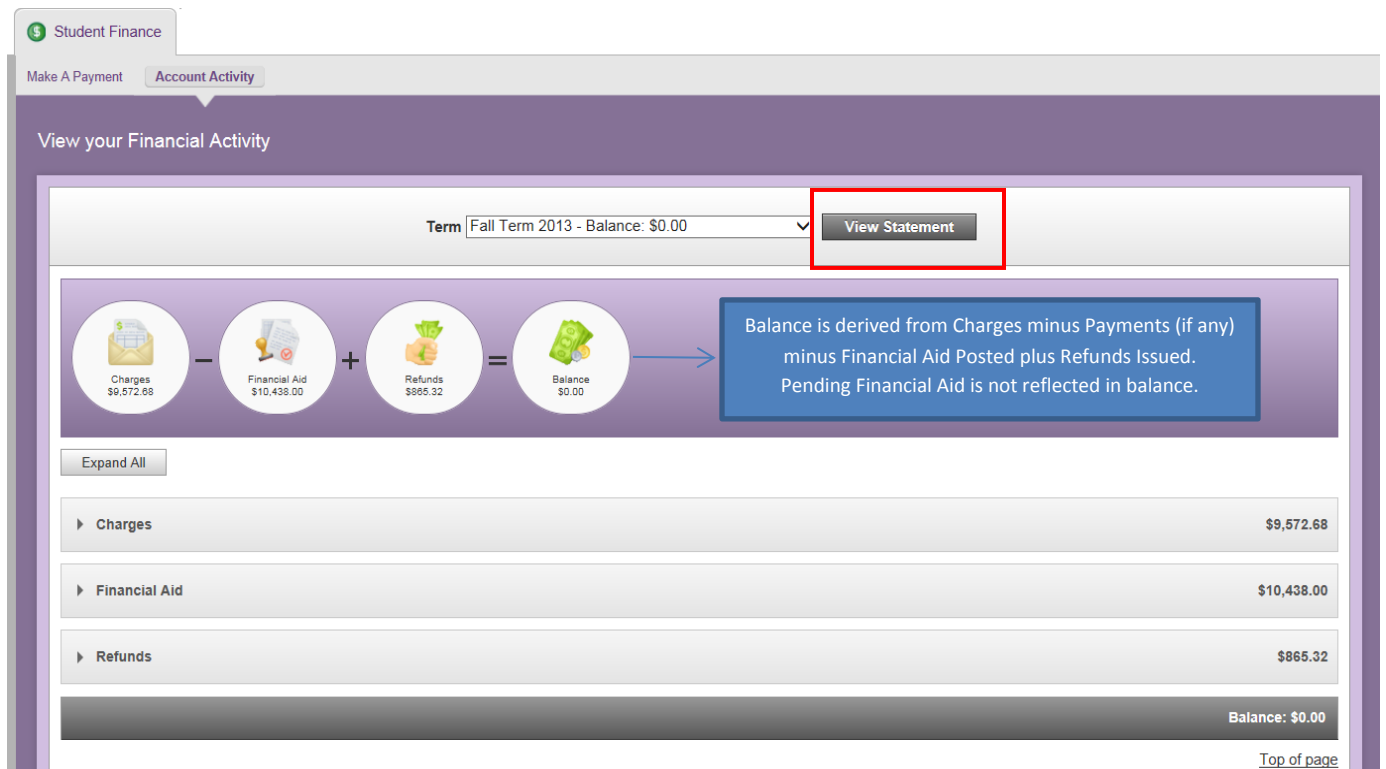 Student Finance
Make A Payment Account Activity
View your Financial Activity
Term Fall Term 2013 - Balance: $0.00 View Statement
Charges
$9,572.68
–
Financial Aid
$10,438.00
+
Refunds
$865.32
=
Balance
$0.00
Balance is derived from Charges minus Payments (if any)
minus Financial Aid Posted plus Refunds Issued.
Pending Financial Aid is not reflected in balance.
Expand All
Charges $9,572.68
Financial Aid $10,438.00
Refunds $865.32
Balance: $0.00
Top of page